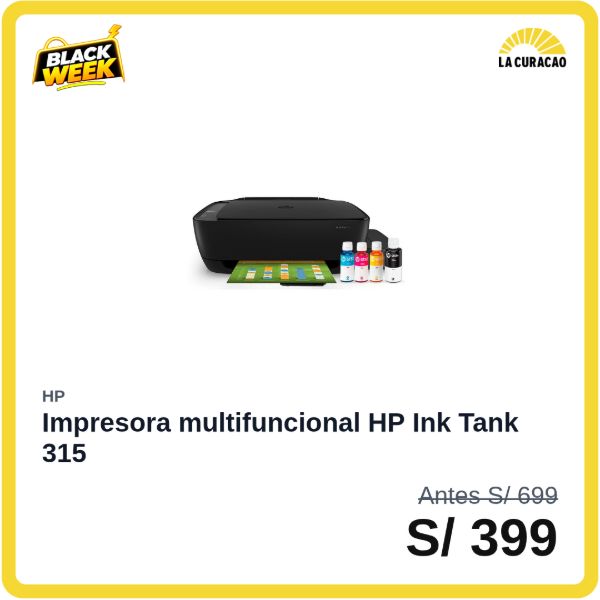 BLACK
WEEK
LA CURACAO
HP
Impresora multifuncional HP Ink Tank
315
Antes S/ 699
S/ 399